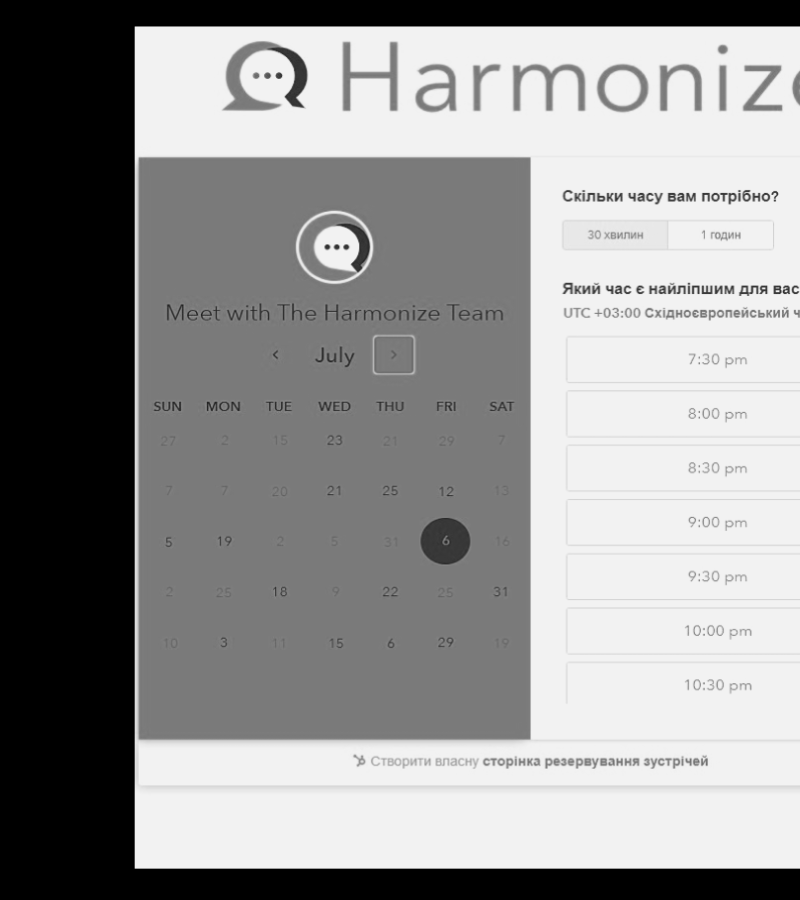 Harmonize
Meet with The Harmonize Team
July
SUN MON TUE WED THU FRI SAT
27 2 15 23 21 29 7
7 7 20 21 25 12 13
5 19 2 5 31 6 16
2 25 18 9 22 25 31
10 3 11 15 6 29 19
Скільки часу вам потрібно?
30 хвилин 1 годин
Який час є найліпшим для вас
UTC +03:00 Східноєвропейський ч
7:30 pm
8:00 pm
8:30 pm
9:00 pm
9:30 pm
10:00 pm
10:30 pm
Створити власну сторінка резервування зустрічей